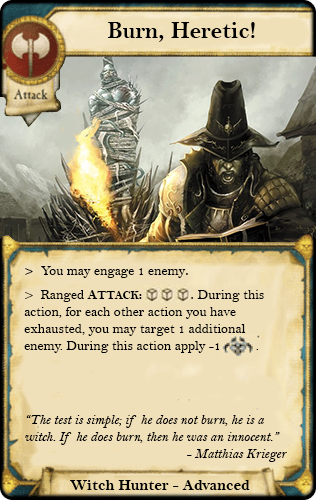 Burn, Heretic!
Attack
> You may engage 1 enemy.
> Ranged ATTACK: . During this
action, for each other action you have
exhausted, you may target 1 additional
enemy. During this action apply -1 .
"The test is simple; if he does not burn, he is a
witch. If he does burn, then he was an innocent."
- Matthias Krieger
Witch Hunter - Advanced